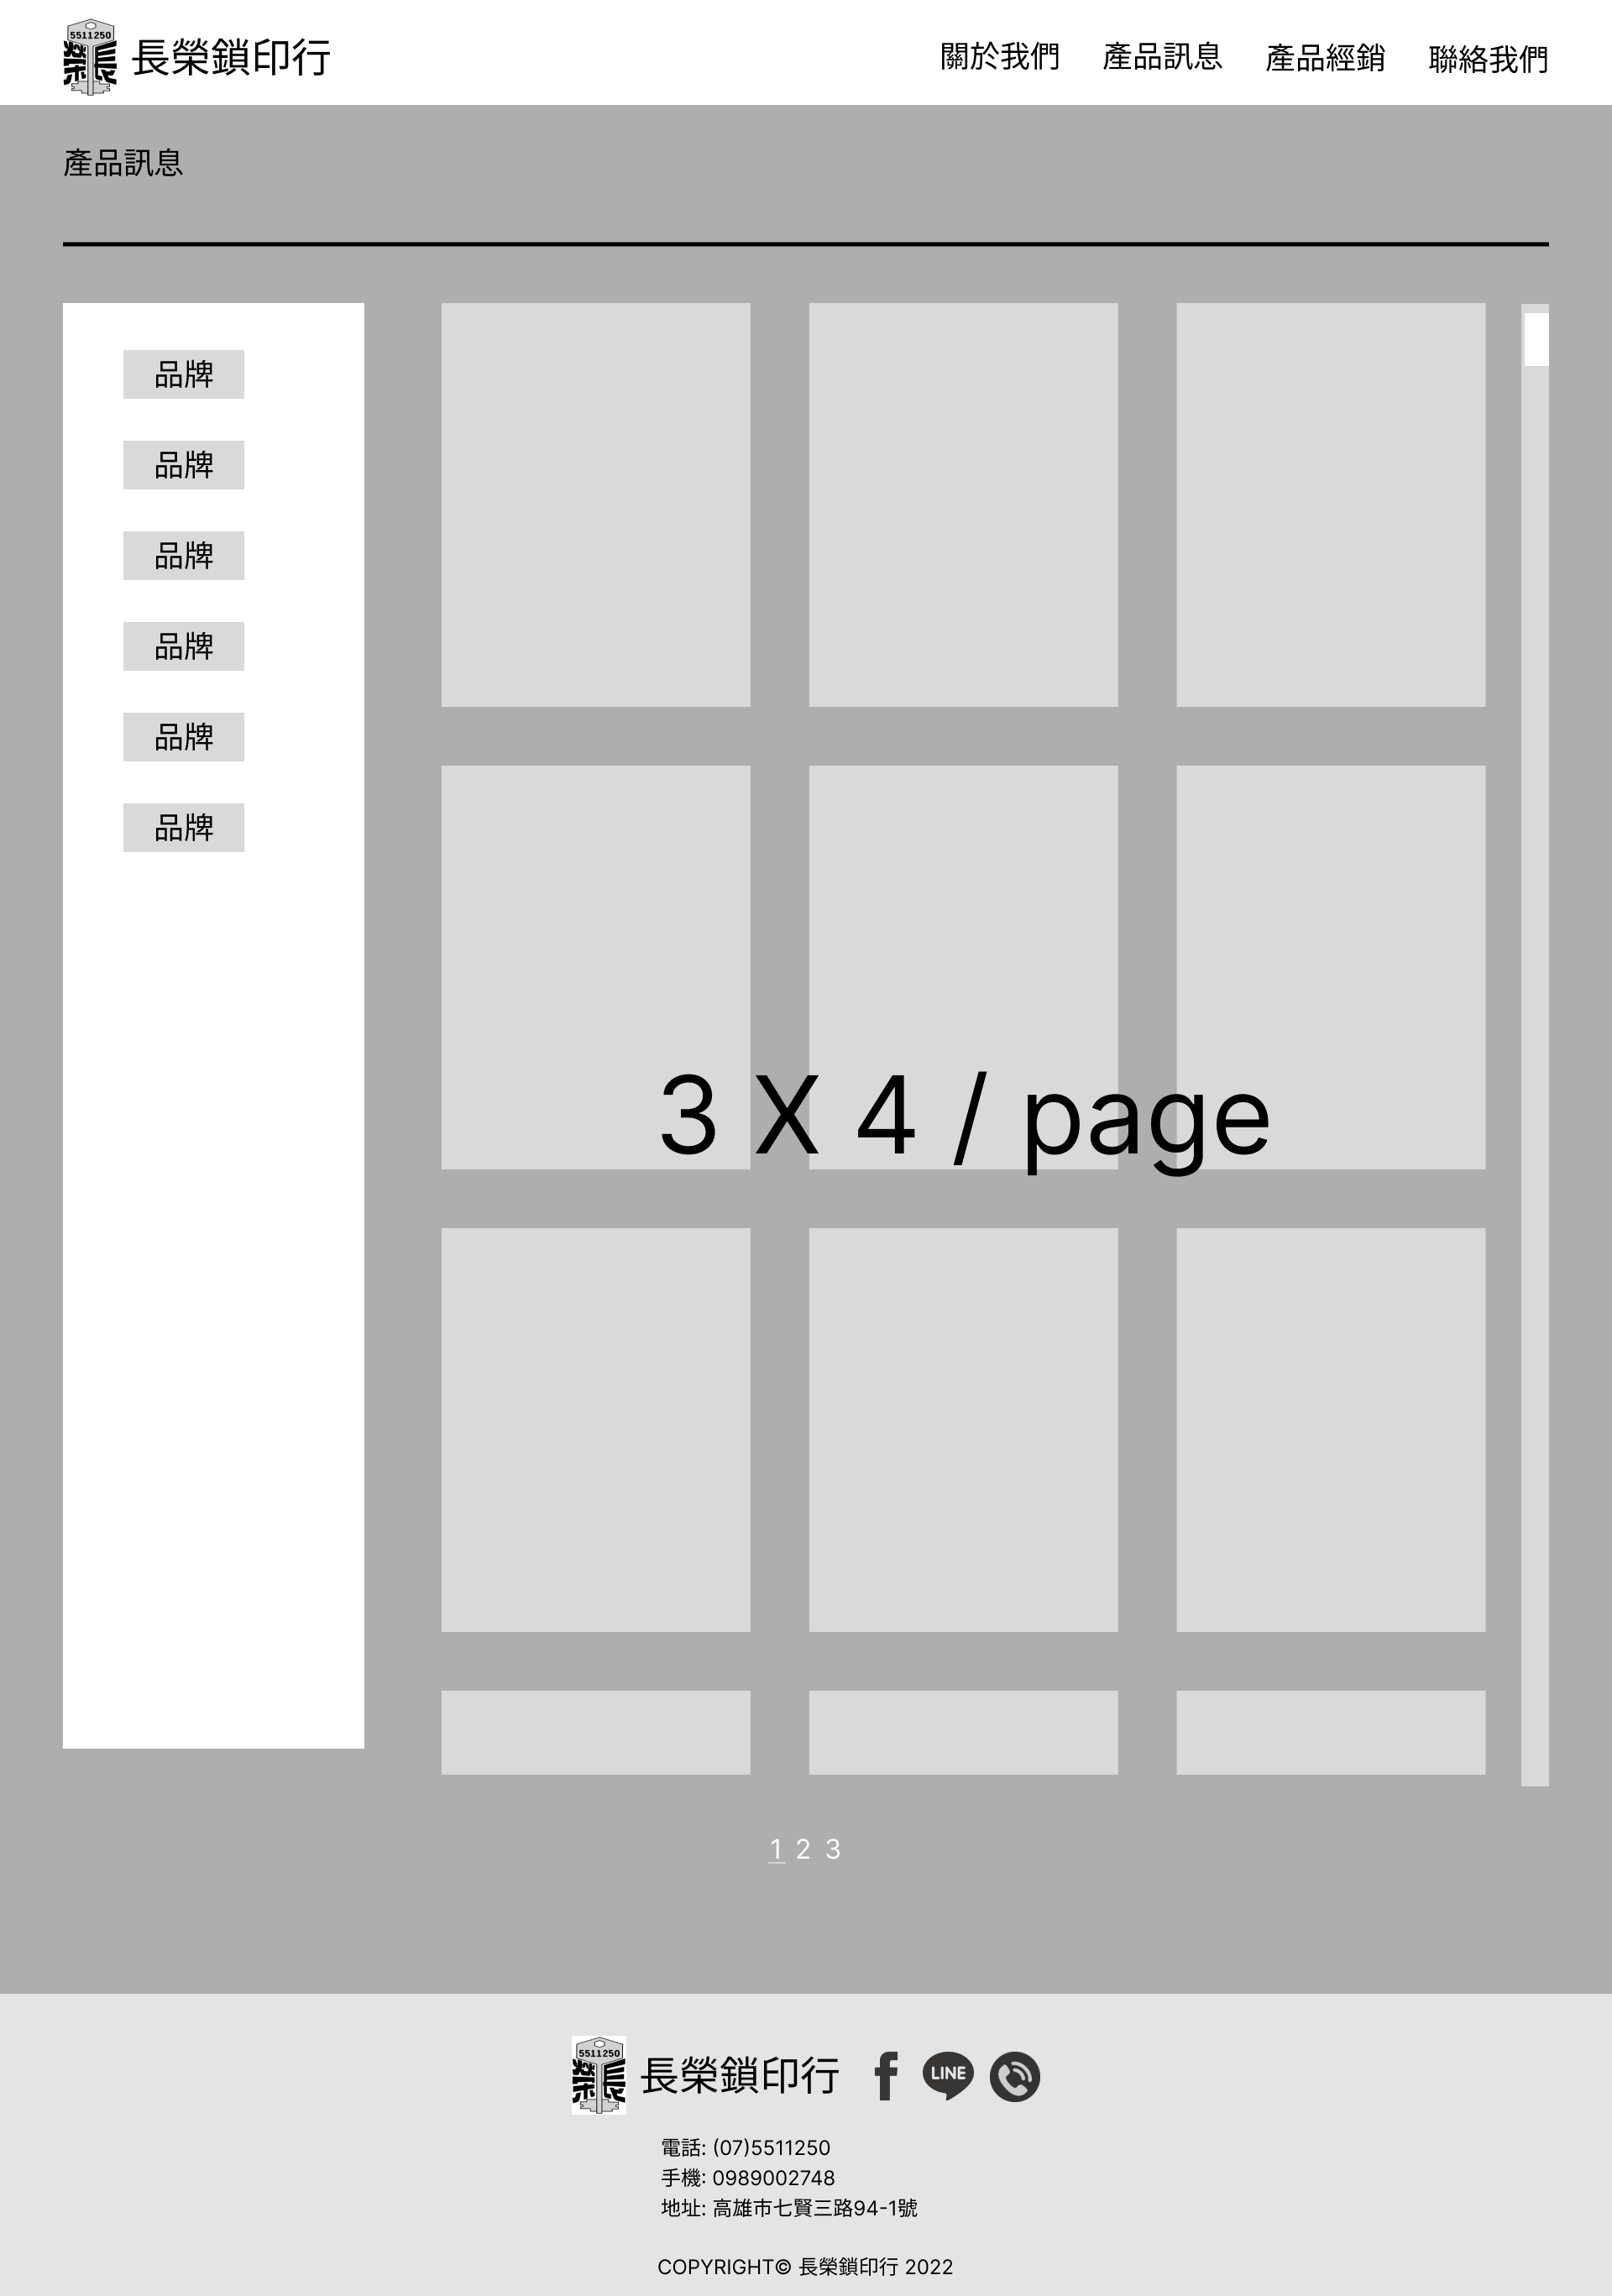 5511250
長榮
長榮鎖印行
關於我們 產品訊息 產品經銷 聯絡我們
產品訊息
品牌
品牌
品牌
品牌
品牌
品牌
3 X 4 / page
1 2 3
5511250
長榮
長榮鎖印行
LINE
電話: (07)5511250
手機: 0989002748
地址: 高雄市七賢三路94-1號
COPYRIGHT© 長榮鎖印行 2022